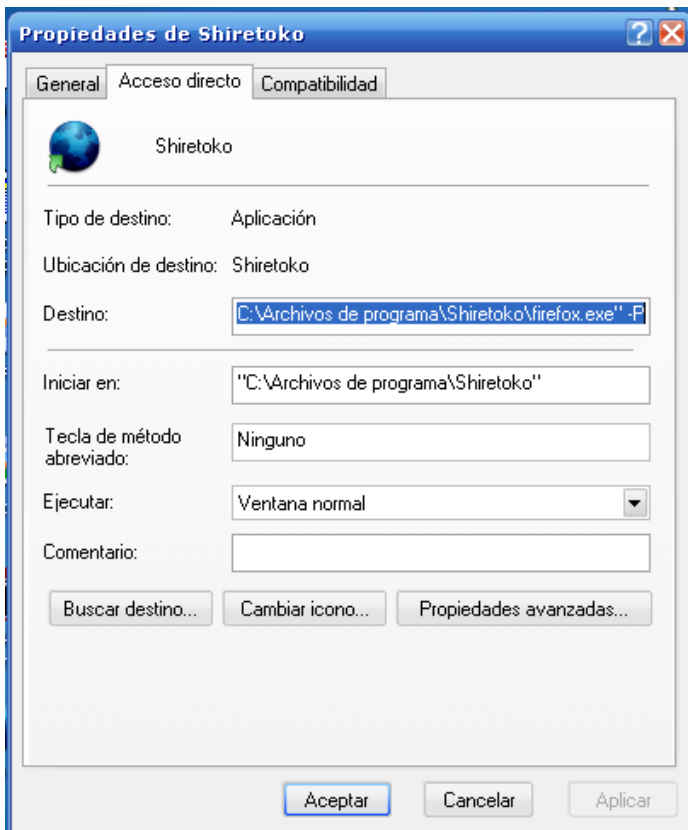 Propiedades de Shiretoko
General Acceso directo Compatibilidad
Shiretoko
Tipo de destino: Aplicación
Ubicación de destino: Shiretoko
Destino: C:\Archivos de programa\Shiretoko\firefox.exe" -P
Iniciar en: "C:\Archivos de programa\Shiretoko"
Tecla de método
abreviado: Ninguno
Ejecutar: Ventana normal
Comentario:
Buscar destino... Cambiar icono... Propiedades avanzadas...
Aceptar Cancelar Aplicar